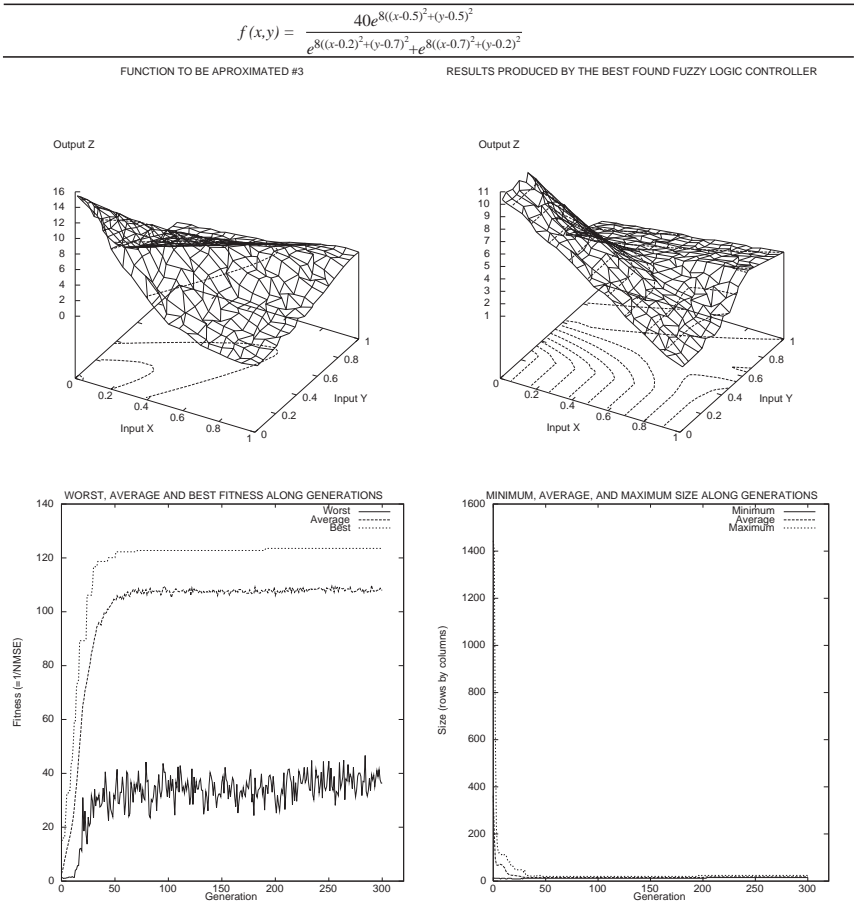 f (x,y) = 40e^8((x-0.5)^2+(y-0.5)^2 / e^8((x-0.2)^2+(y-0.7)^2+e^8((x-0.7)^2+(y-0.2)^2
FUNCTION TO BE APROXIMATED #3
Output Z
16
14
12
10
8
6
4
2
0
0
0.2
0.4
0.6
0.8
1
Input X
0
0.2
0.4
0.6
0.8
1
Input Y
RESULTS PRODUCED BY THE BEST FOUND FUZZY LOGIC CONTROLLER
Output Z
11
10
9
8
7
6
5
4
3
2
1
0
0.2
0.4
0.6
0.8
1
Input X
0
0.2
0.4
0.6
0.8
1
Input Y
WORST, AVERAGE AND BEST FITNESS ALONG GENERATIONS
Worst
Average
Best
Fitness (=1/NMSE)
140
120
100
80
60
40
20
0
0 50 100 150 200 250 300
Generation
MINIMUM, AVERAGE, AND MAXIMUM SIZE ALONG GENERATIONS
Minimum
Average
Maximum
Size (rows by columns)
1600
1400
1200
1000
800
600
400
200
0
0 50 100 150 200 250 300
Generation